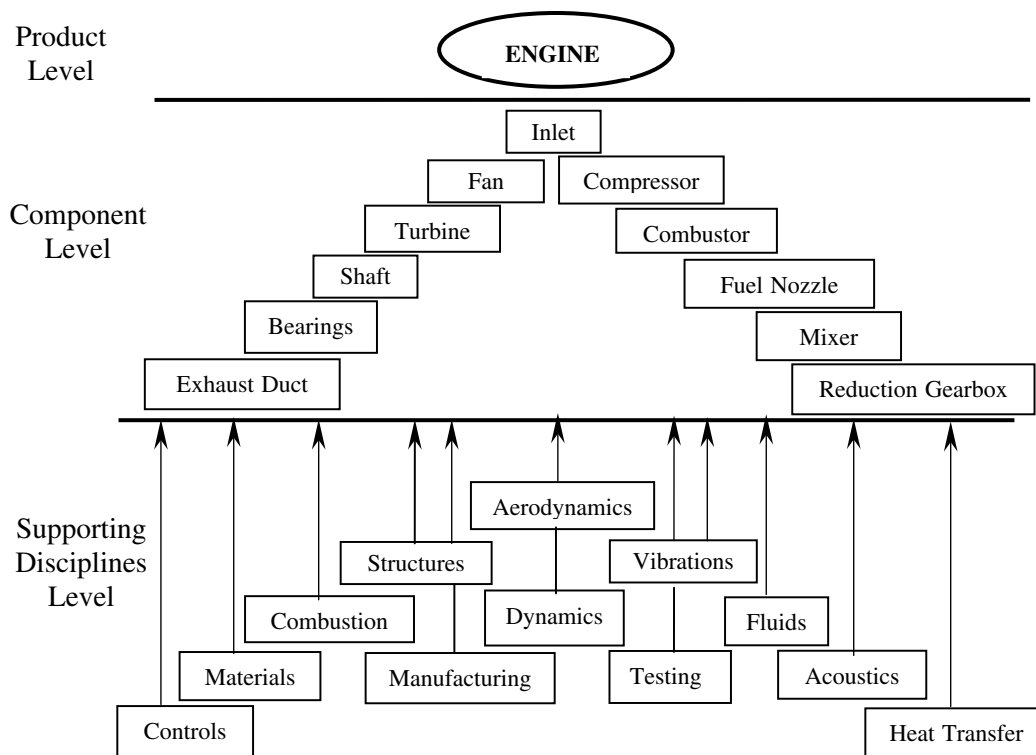 Product
Level
ENGINE
Inlet
Fan
Compressor
Component
Level
Turbine
Combustor
Shaft
Fuel Nozzle
Bearings
Mixer
Exhaust Duct
Reduction Gearbox
Supporting
Disciplines
Level
Aerodynamics
Structures
Vibrations
Combustion
Dynamics
Fluids
Materials
Manufacturing
Testing
Acoustics
Controls
Heat Transfer